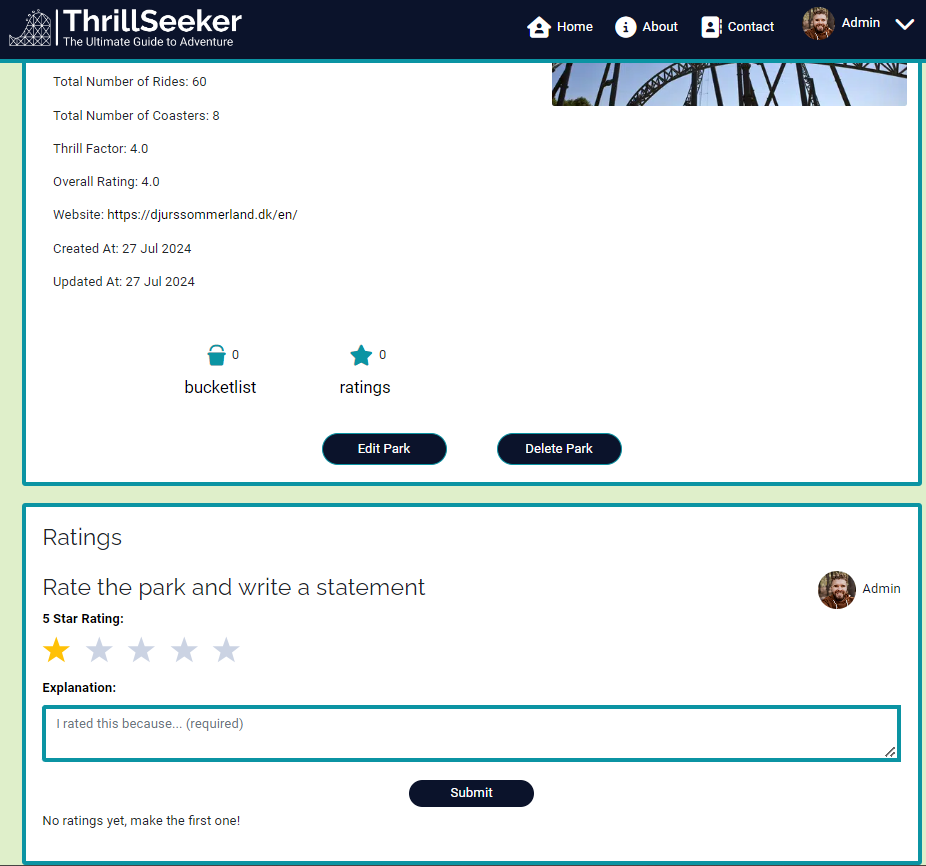 ThrillSeeker
The Ultimate Guide to Adventure
Home
About
Contact
Admin
Total Number of Rides: 60
Total Number of Coasters: 8
Thrill Factor: 4.0
Overall Rating: 4.0
Website: https://djurssommerland.dk/en/
Created At: 27 Jul 2024
Updated At: 27 Jul 2024
0
bucketlist
0
ratings
Edit Park
Delete Park
Ratings
Rate the park and write a statement
Admin
5 Star Rating:
Explanation:
I rated this because... (required)
Submit
No ratings yet, make the first one!